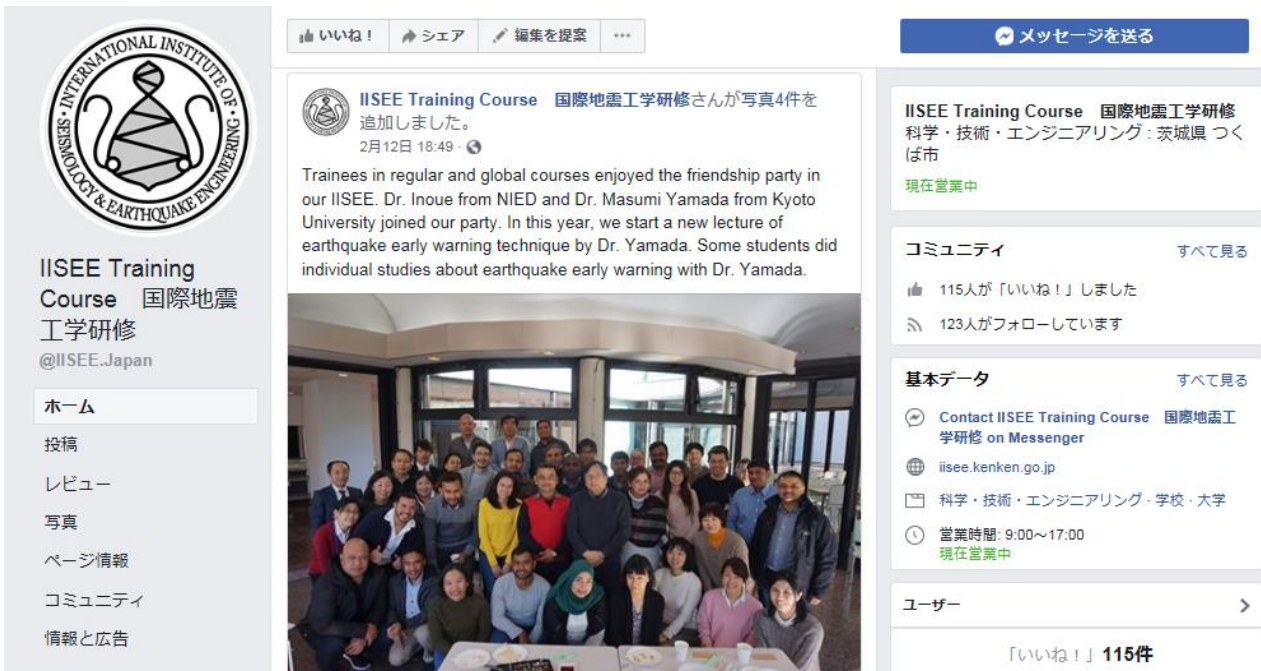 INTERNATIONAL INSTITUTE OF
SEISMOLOGY & EARTHQUAKE ENGINEERING
IISEE Training
Course 国際地震
工学研修
@IISEE.Japan
ホーム
投稿
レビュー
写真
ページ情報
コミュニティ
情報と広告
いいね！ シェア 編集を提案 ...
IISEE Training Course 国際地震工学研修さんが写真4件を
追加しました。
2月12日 18:49 ·
Trainees in regular and global courses enjoyed the friendship party in
our IISEE. Dr. Inoue from NIED and Dr. Masumi Yamada from Kyoto
University joined our party. In this year, we start a new lecture of
earthquake early warning technique by Dr. Yamada. Some students did
individual studies about earthquake early warning with Dr. Yamada.
メッセージを送る
IISEE Training Course 国際地震工学研修
科学・技術・エンジニアリング : 茨城県 つく
ば市
現在営業中
コミュニティ すべて見る
115人が「いいね！」しました
123人がフォローしています
基本データ すべて見る
Contact IISEE Training Course 国際地震工
学研修 on Messenger
iisee.kenken.go.jp
科学・技術・エンジニアリング · 学校・大学
営業時間: 9:00～17:00
現在営業中
ユーザー
「いいね！」115件